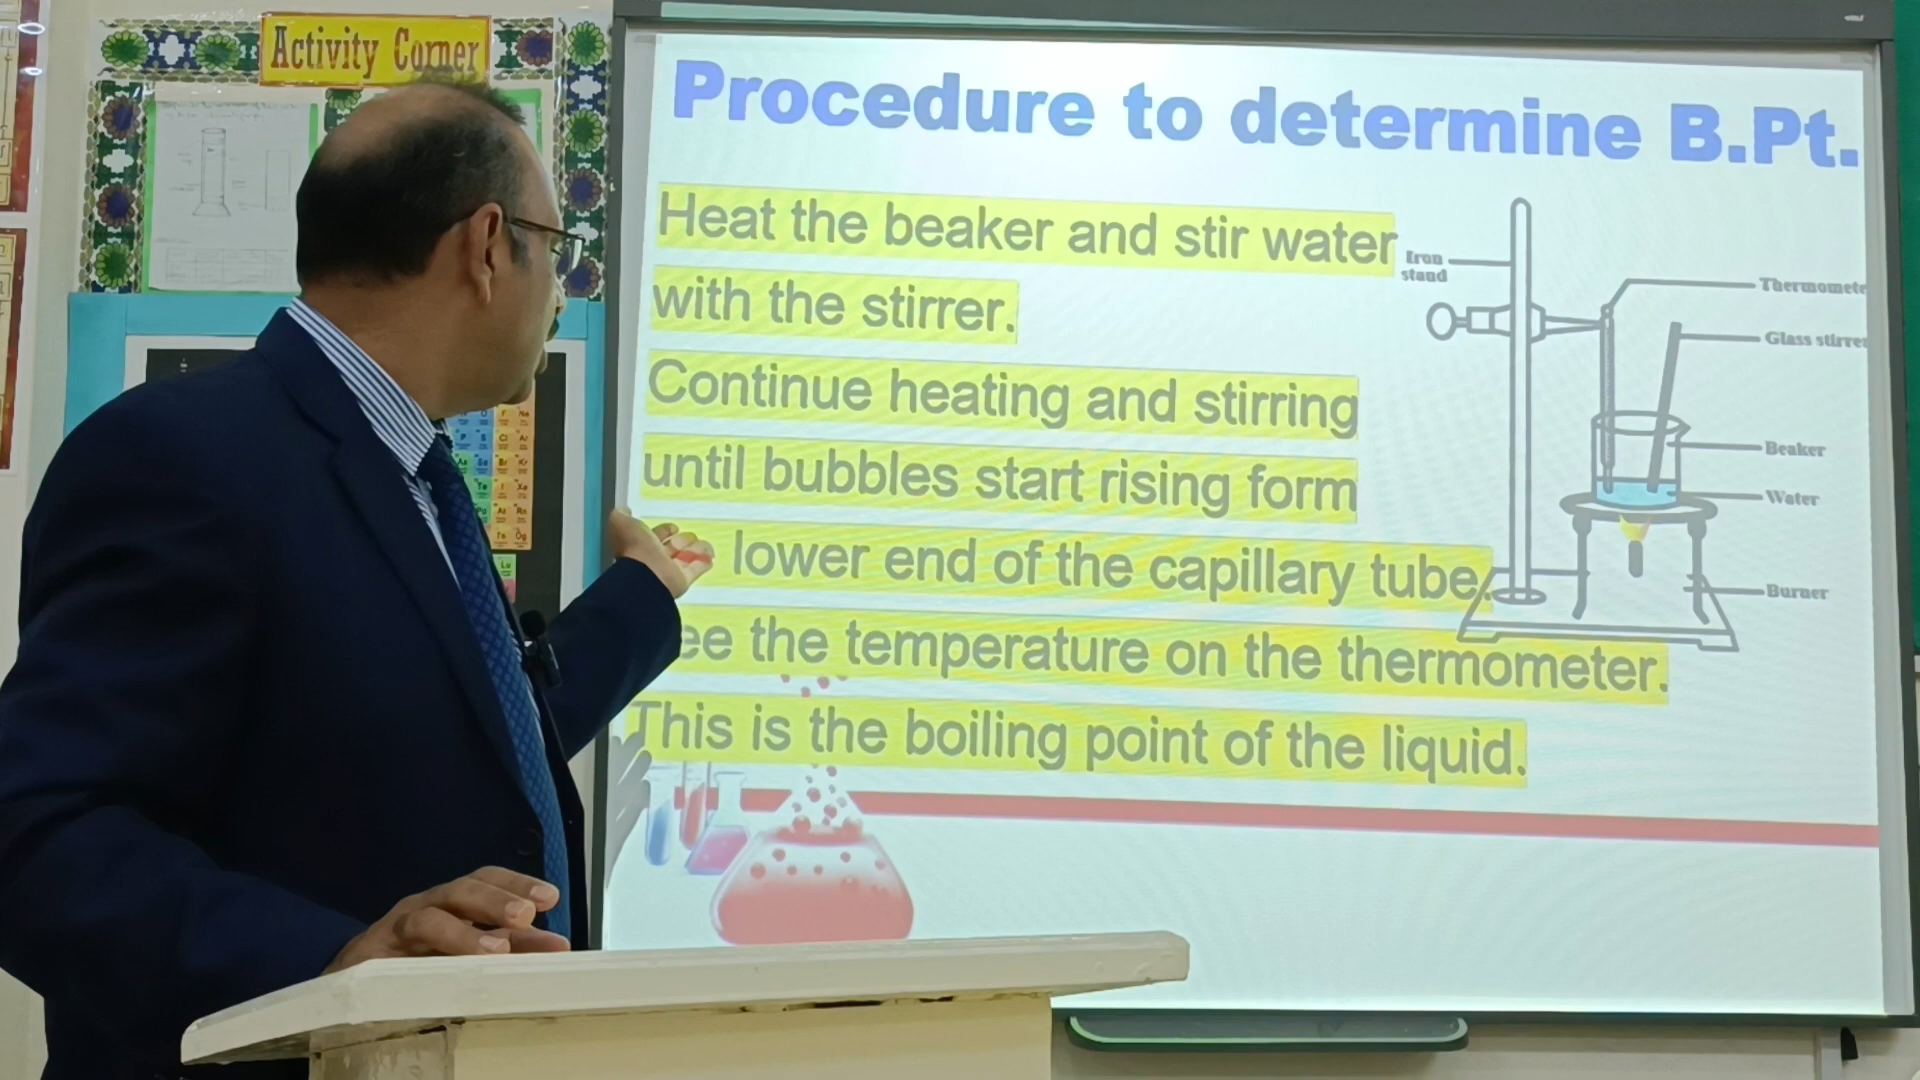 Activity Corner
Procedure to determine B.Pt.
Heat the beaker and stir water
with the stirrer.
Continue heating and stirring
until bubbles start rising form
lower end of the capillary tube.
ee the temperature on the thermometer.
This is the boiling point of the liquid.
Iron
stand
Thermomete
Glass stirrer
Beaker
Water
Burner